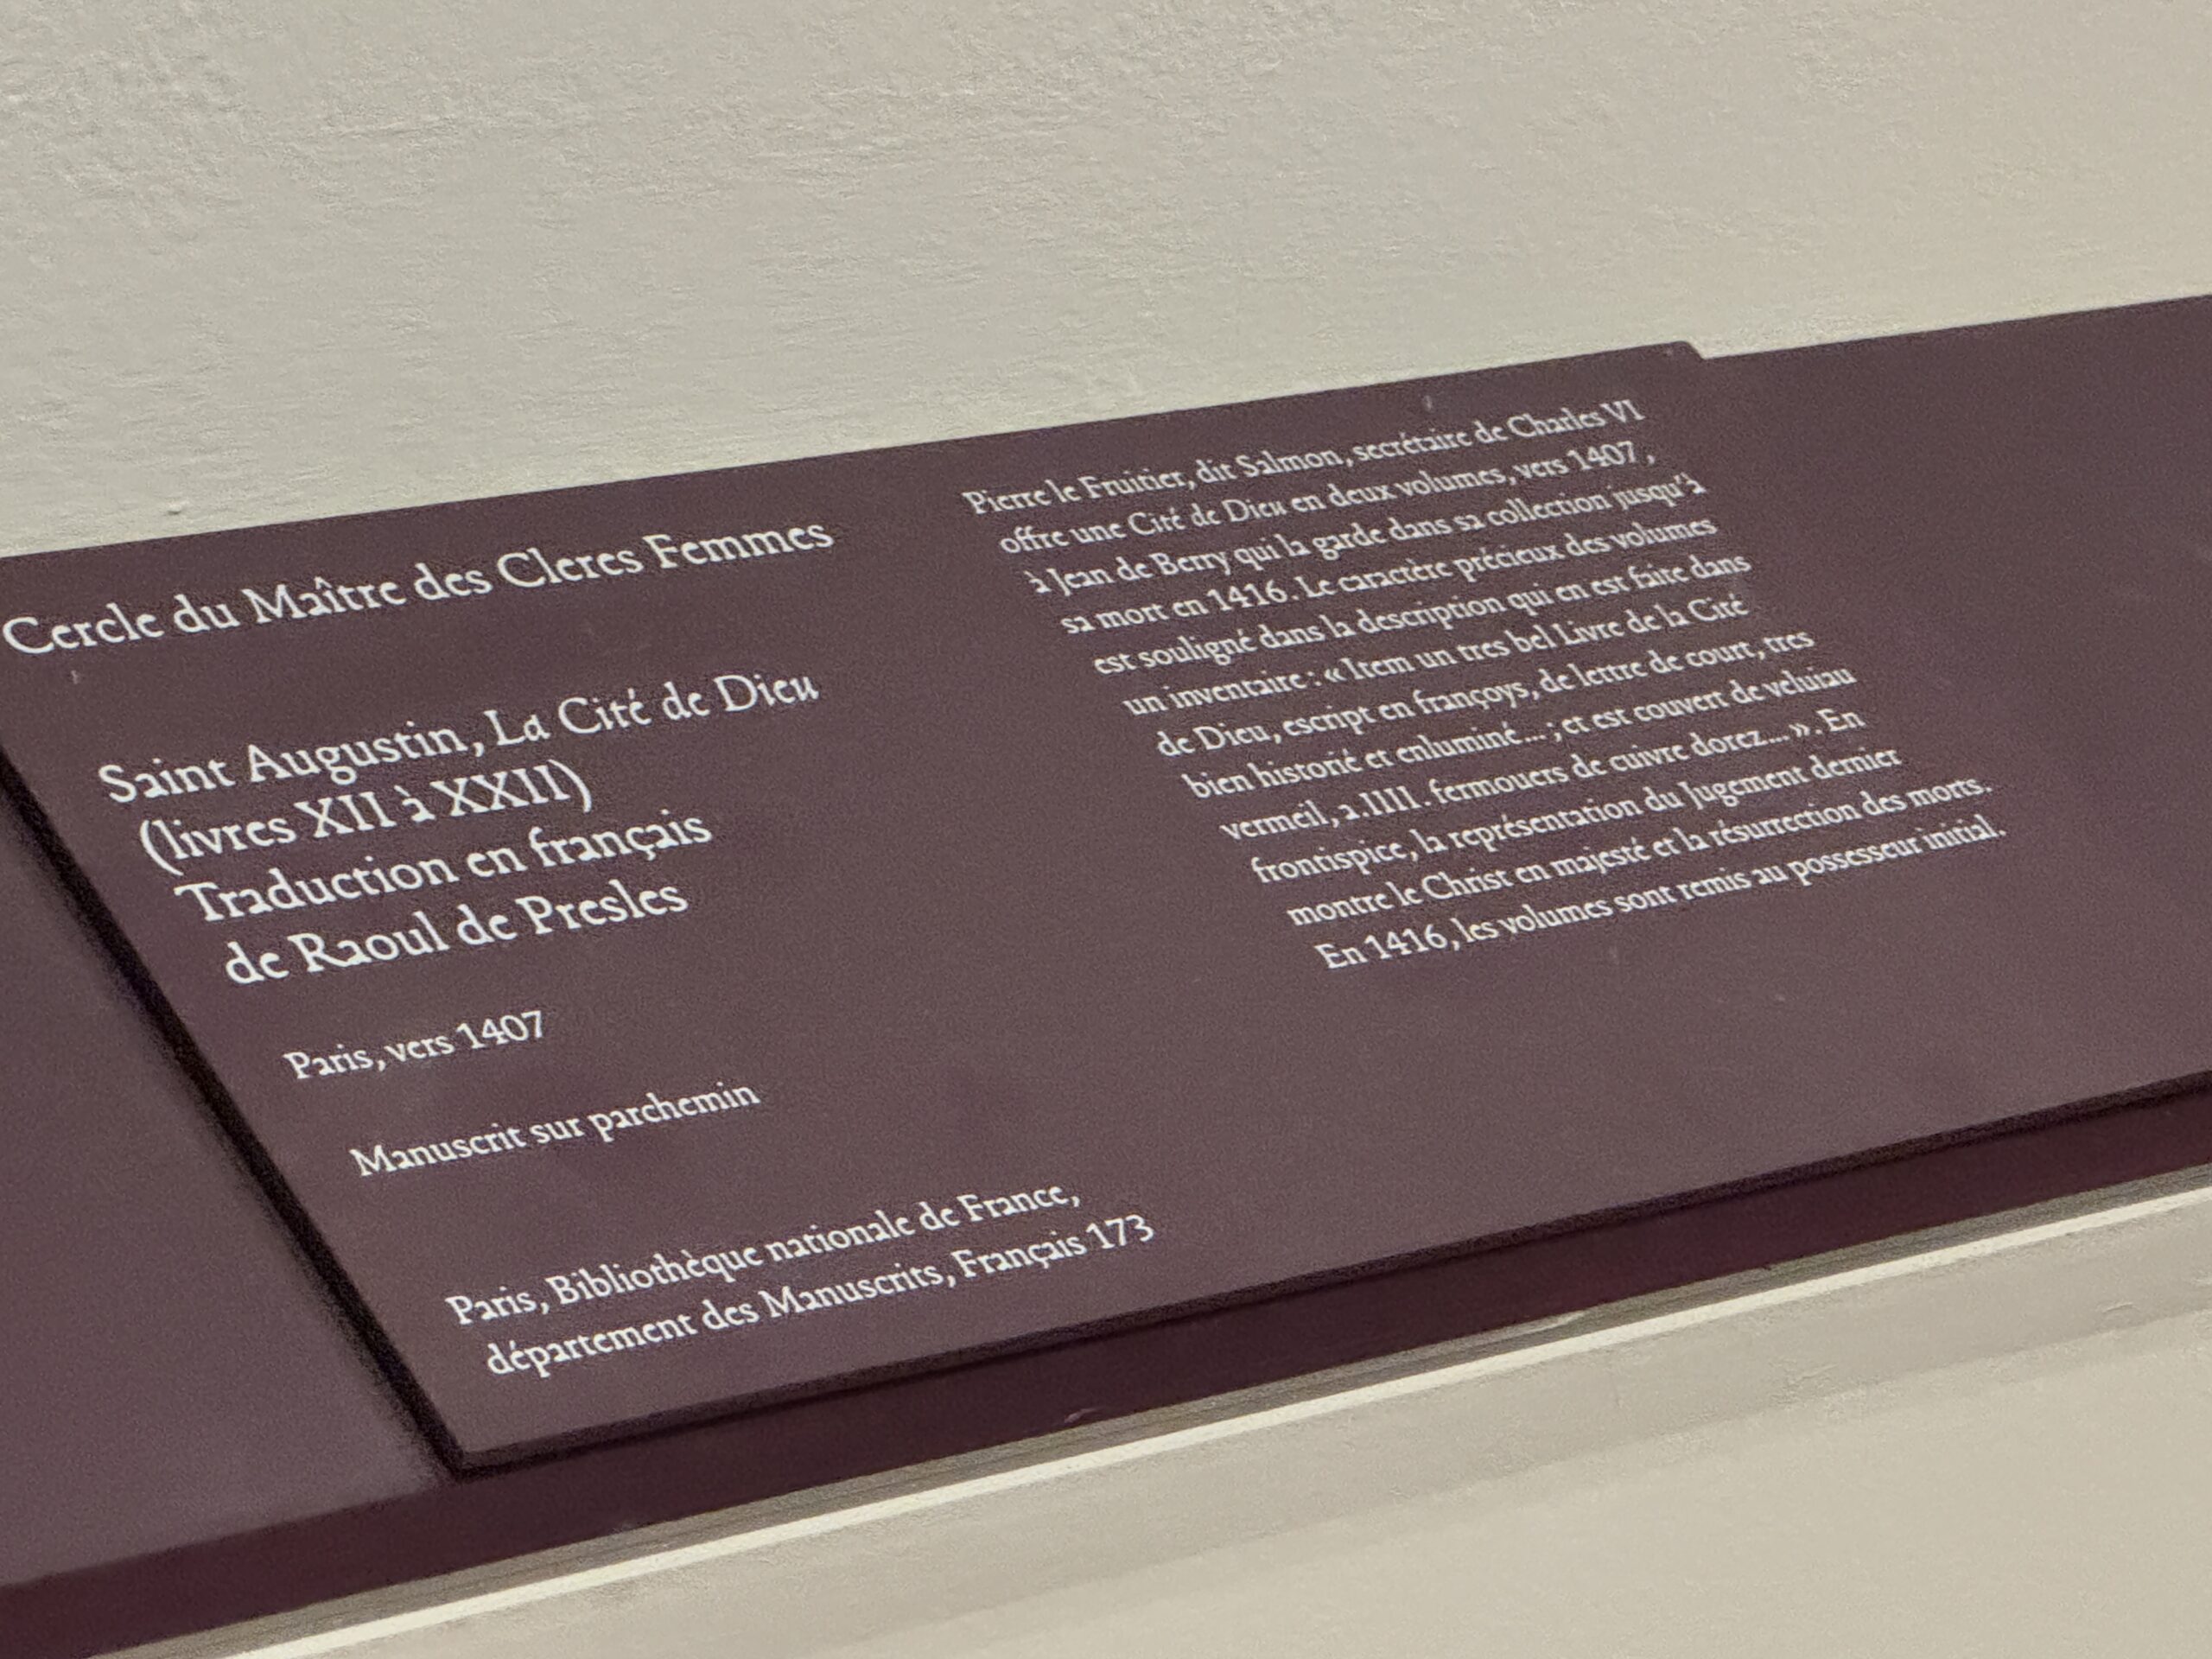 Cercle du Maître des Cleres Femmes
Saint Augustin, La Cité de Dieu
(livres XII à XXII)
Traduction en français
de Raoul de Presles
Paris, vers 1407
Manuscrit sur parchemin
Paris, Bibliothèque nationale de France,
département des Manuscrits, Français 173
Pierre le Fruitier, dit Salmon, secrétaire de Charles VI
offre une Cité de Dieu en deux volumes, vers 1407,
à Jean de Berry qui la garde dans sa collection jusqu'à
sa mort en 1416. Le caractère précieux des volumes
est souligné dans la description qui en est faite dans
un inventaire : « Item un tres bel Livre de la Cité
de Dieu, escript en françoys, de lettre de court, tres
bien historié et enluminé... ; et est couvert de veluiau
vermeil, a .IIII. fermouers de cuivre dorez... ». En
frontispice, la représentation du Jugement dernier
montre le Christ en majesté et la résurrection des morts.
En 1416, les volumes sont remis au possesseur initial.